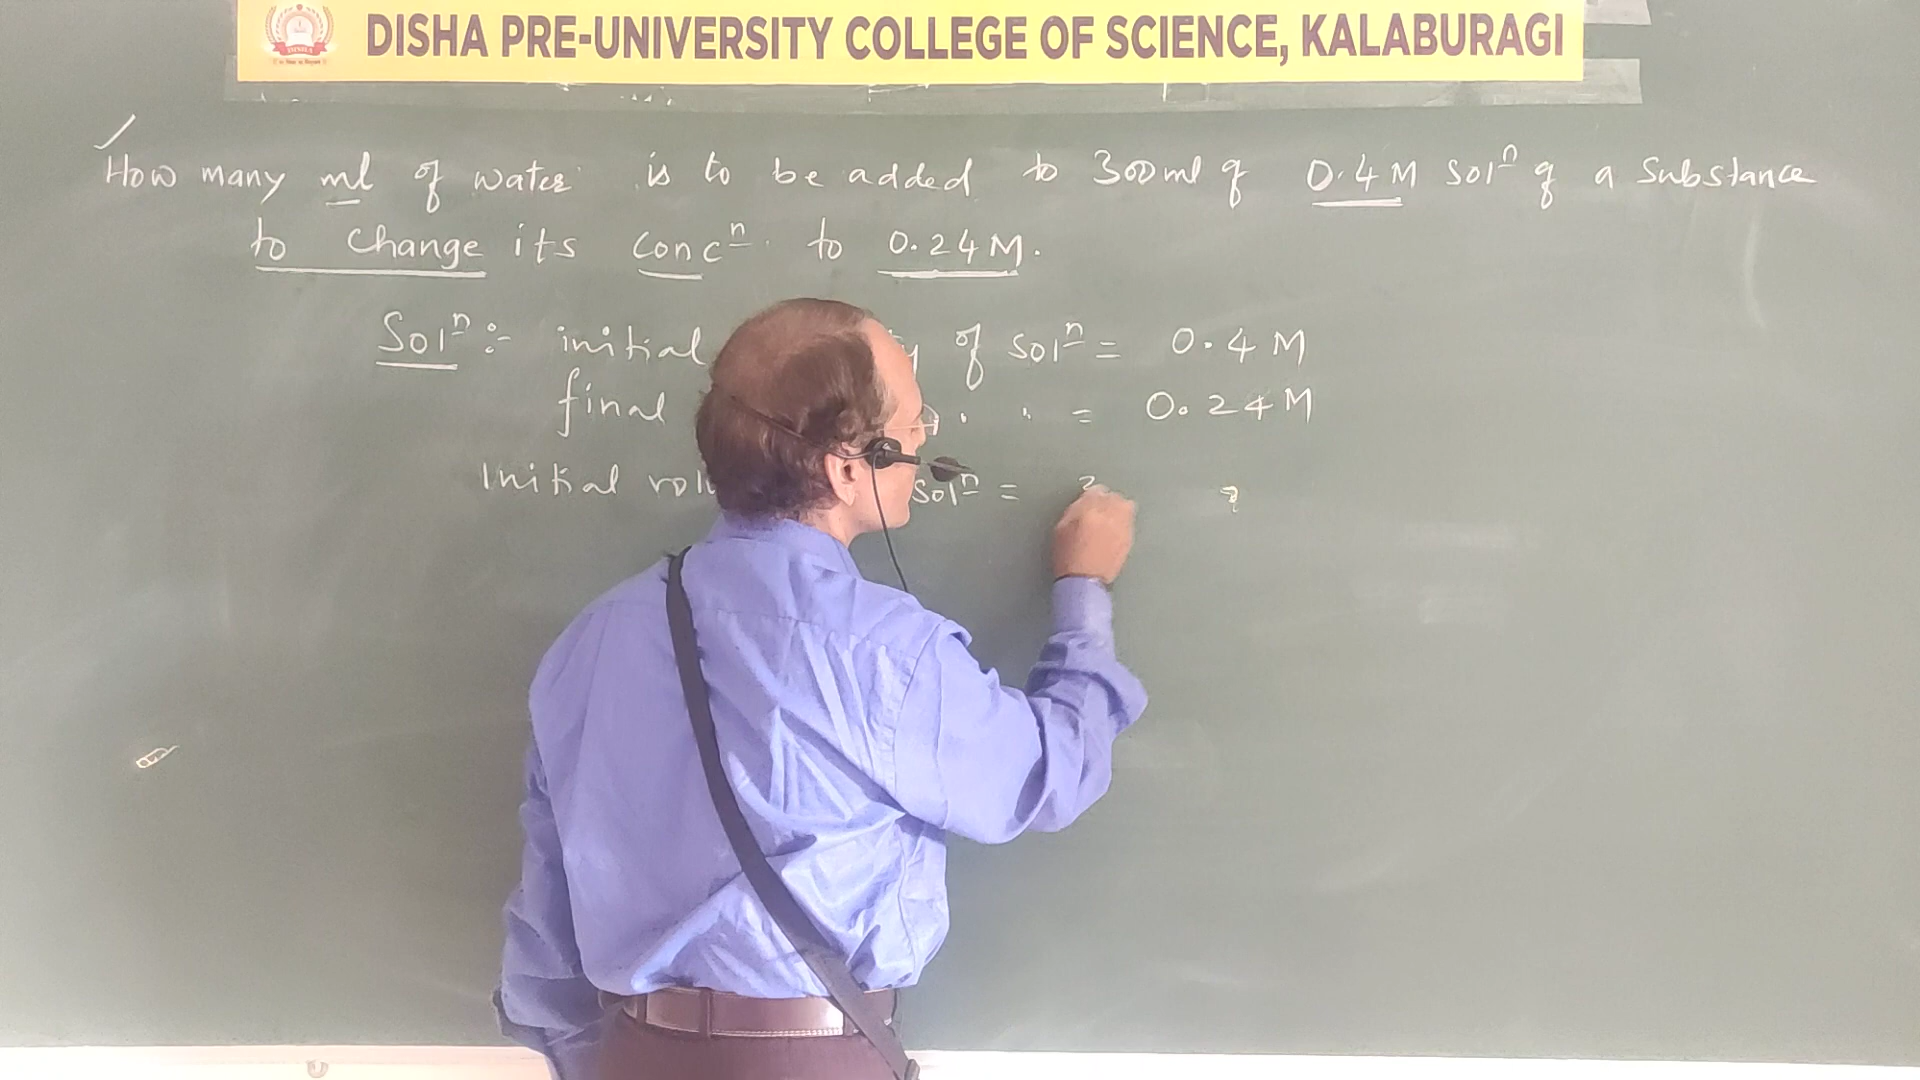 DISHA PRE-UNIVERSITY COLLEGE OF SCIENCE, KALABURAGI
DISHA
How many ml of water is to be added to 300ml of 0.4M Solⁿ of a Substance
to change its concⁿ to 0.24M.
Solⁿ:- initial of solⁿ = 0.4 M
final " " = 0.24M
Initial solⁿ =